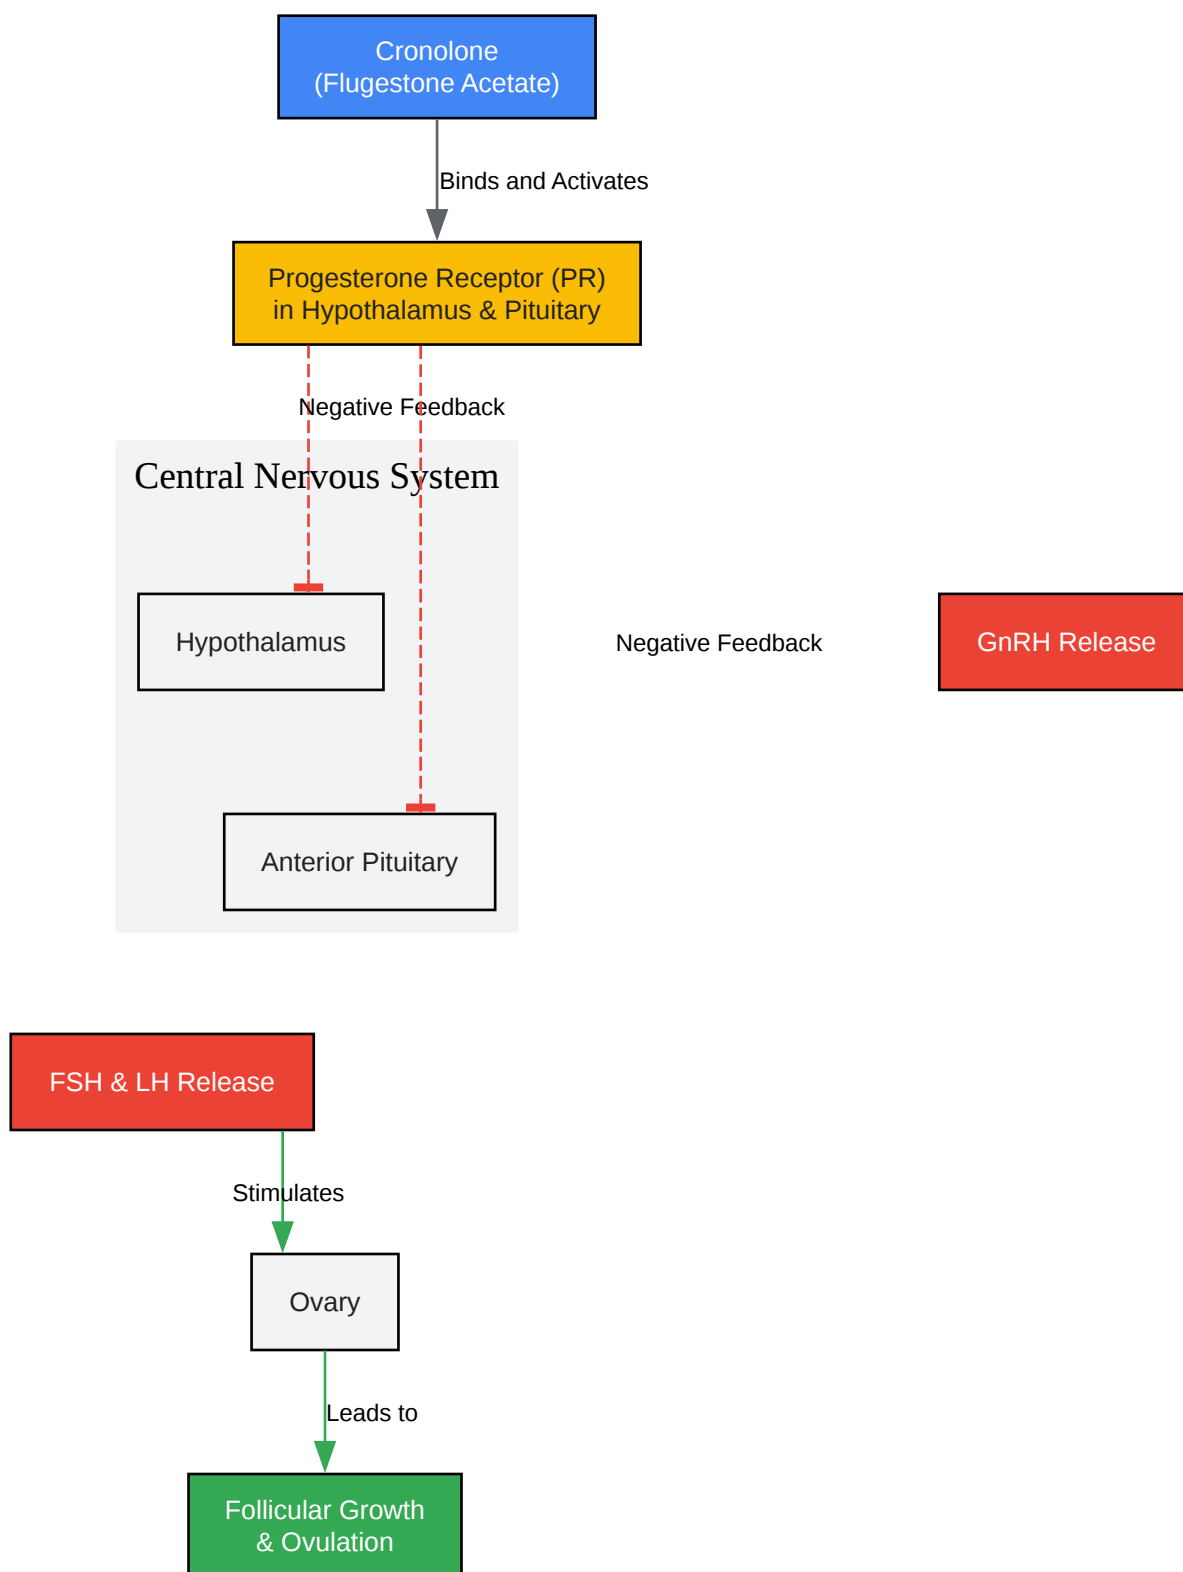 Cronolone
(Flugestone Acetate)
Binds and Activates
Progesterone Receptor (PR)
in Hypothalamus & Pituitary
Negative Feedback
Central Nervous System
Hypothalamus
Negative Feedback
GnRH Release
Anterior Pituitary
FSH & LH Release
Stimulates
Ovary
Leads to
Follicular Growth
& Ovulation